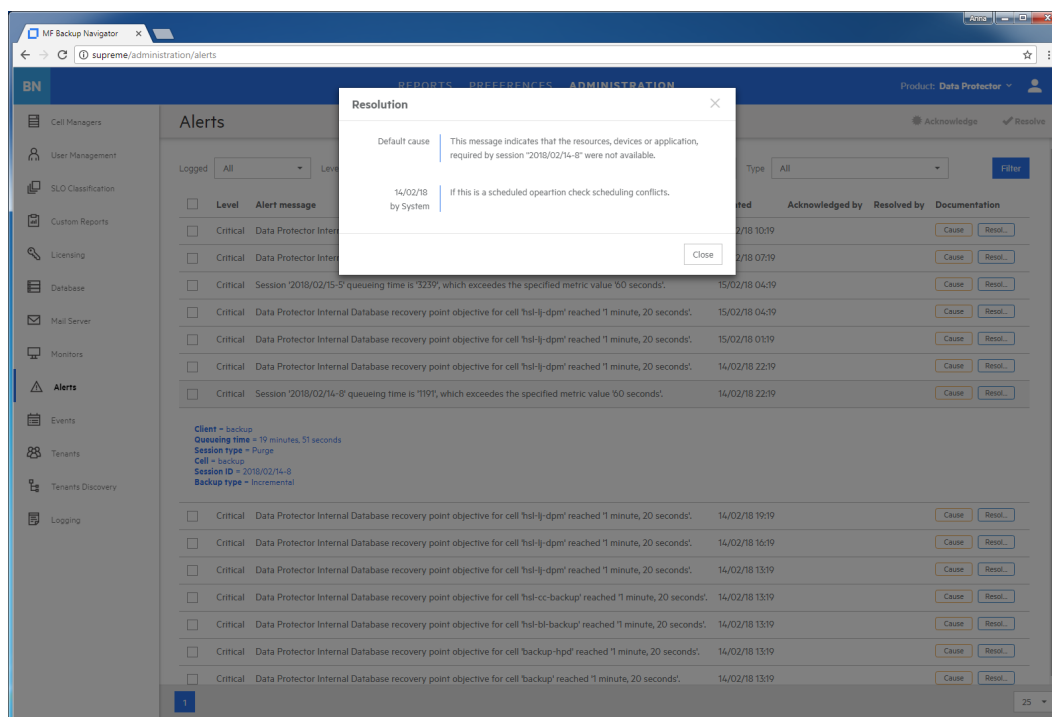 Anna
MF Backup Navigator
supreme/administration/alerts
BN
REPORTS PREFERENCES ADMINISTRATION
Product: Data Protector
Cell Managers
User Management
SLO Classification
Custom Reports
Licensing
Database
Mail Server
Monitors
Alerts
Events
Tenants
Tenants Discovery
Logging
Alerts
Acknowledge Resolve
Logged All Type All Filter
Resolution
Default cause This message indicates that the resources, devices or application,
required by session "2018/02/14-8" were not available.
14/02/18 If this is a scheduled opeartion check scheduling conflicts.
by System
Close
Level Alert message Acknowledged by Resolved by Documentation
Critical Data Protector 10:19 Cause Resol...
Critical Data Protector 07:19 Cause Resol...
Critical Session '2018/02/15-5' queueing time is '3239', which exceeds the specified metric value '60 seconds'. 15/02/18 04:19 Cause Resol...
Critical Data Protector Internal Database recovery point objective for cell 'hsl-lj-dpm' reached '1 minute, 20 seconds'. 15/02/18 04:19 Cause Resol...
Critical Data Protector Internal Database recovery point objective for cell 'hsl-lj-dpm' reached '1 minute, 20 seconds'. 15/02/18 01:19 Cause Resol...
Critical Data Protector Internal Database recovery point objective for cell 'hsl-lj-dpm' reached '1 minute, 20 seconds'. 14/02/18 22:19 Cause Resol...
Critical Session '2018/02/14-8' queueing time is '1191', which exceeds the specified metric value '60 seconds'. 14/02/18 22:19 Cause Resol...
Client = backup
Queueing time = 19 minutes, 51 seconds
Session type = Purge
Cell = backup
Session ID = 2018/02/14-8
Backup type = Incremental
Critical Data Protector Internal Database recovery point objective for cell 'hsl-lj-dpm' reached '1 minute, 20 seconds'. 14/02/18 19:19 Cause Resol...
Critical Data Protector Internal Database recovery point objective for cell 'hsl-lj-dpm' reached '1 minute, 20 seconds'. 14/02/18 16:19 Cause Resol...
Critical Data Protector Internal Database recovery point objective for cell 'hsl-lj-dpm' reached '1 minute, 20 seconds'. 14/02/18 13:19 Cause Resol...
Critical Data Protector Internal Database recovery point objective for cell 'hsl-cc-backup' reached '1 minute, 20 seconds'. 14/02/18 13:19 Cause Resol...
Critical Data Protector Internal Database recovery point objective for cell 'hsl-bl-backup' reached '1 minute, 20 seconds'. 14/02/18 13:19 Cause Resol...
Critical Data Protector Internal Database recovery point objective for cell 'backup-hpd' reached '1 minute, 20 seconds'. 14/02/18 13:19 Cause Resol...
Critical Data Protector Internal Database recovery point objective for cell 'backup' reached '1 minute, 20 seconds'. 14/02/18 13:19 Cause Resol...
1 25